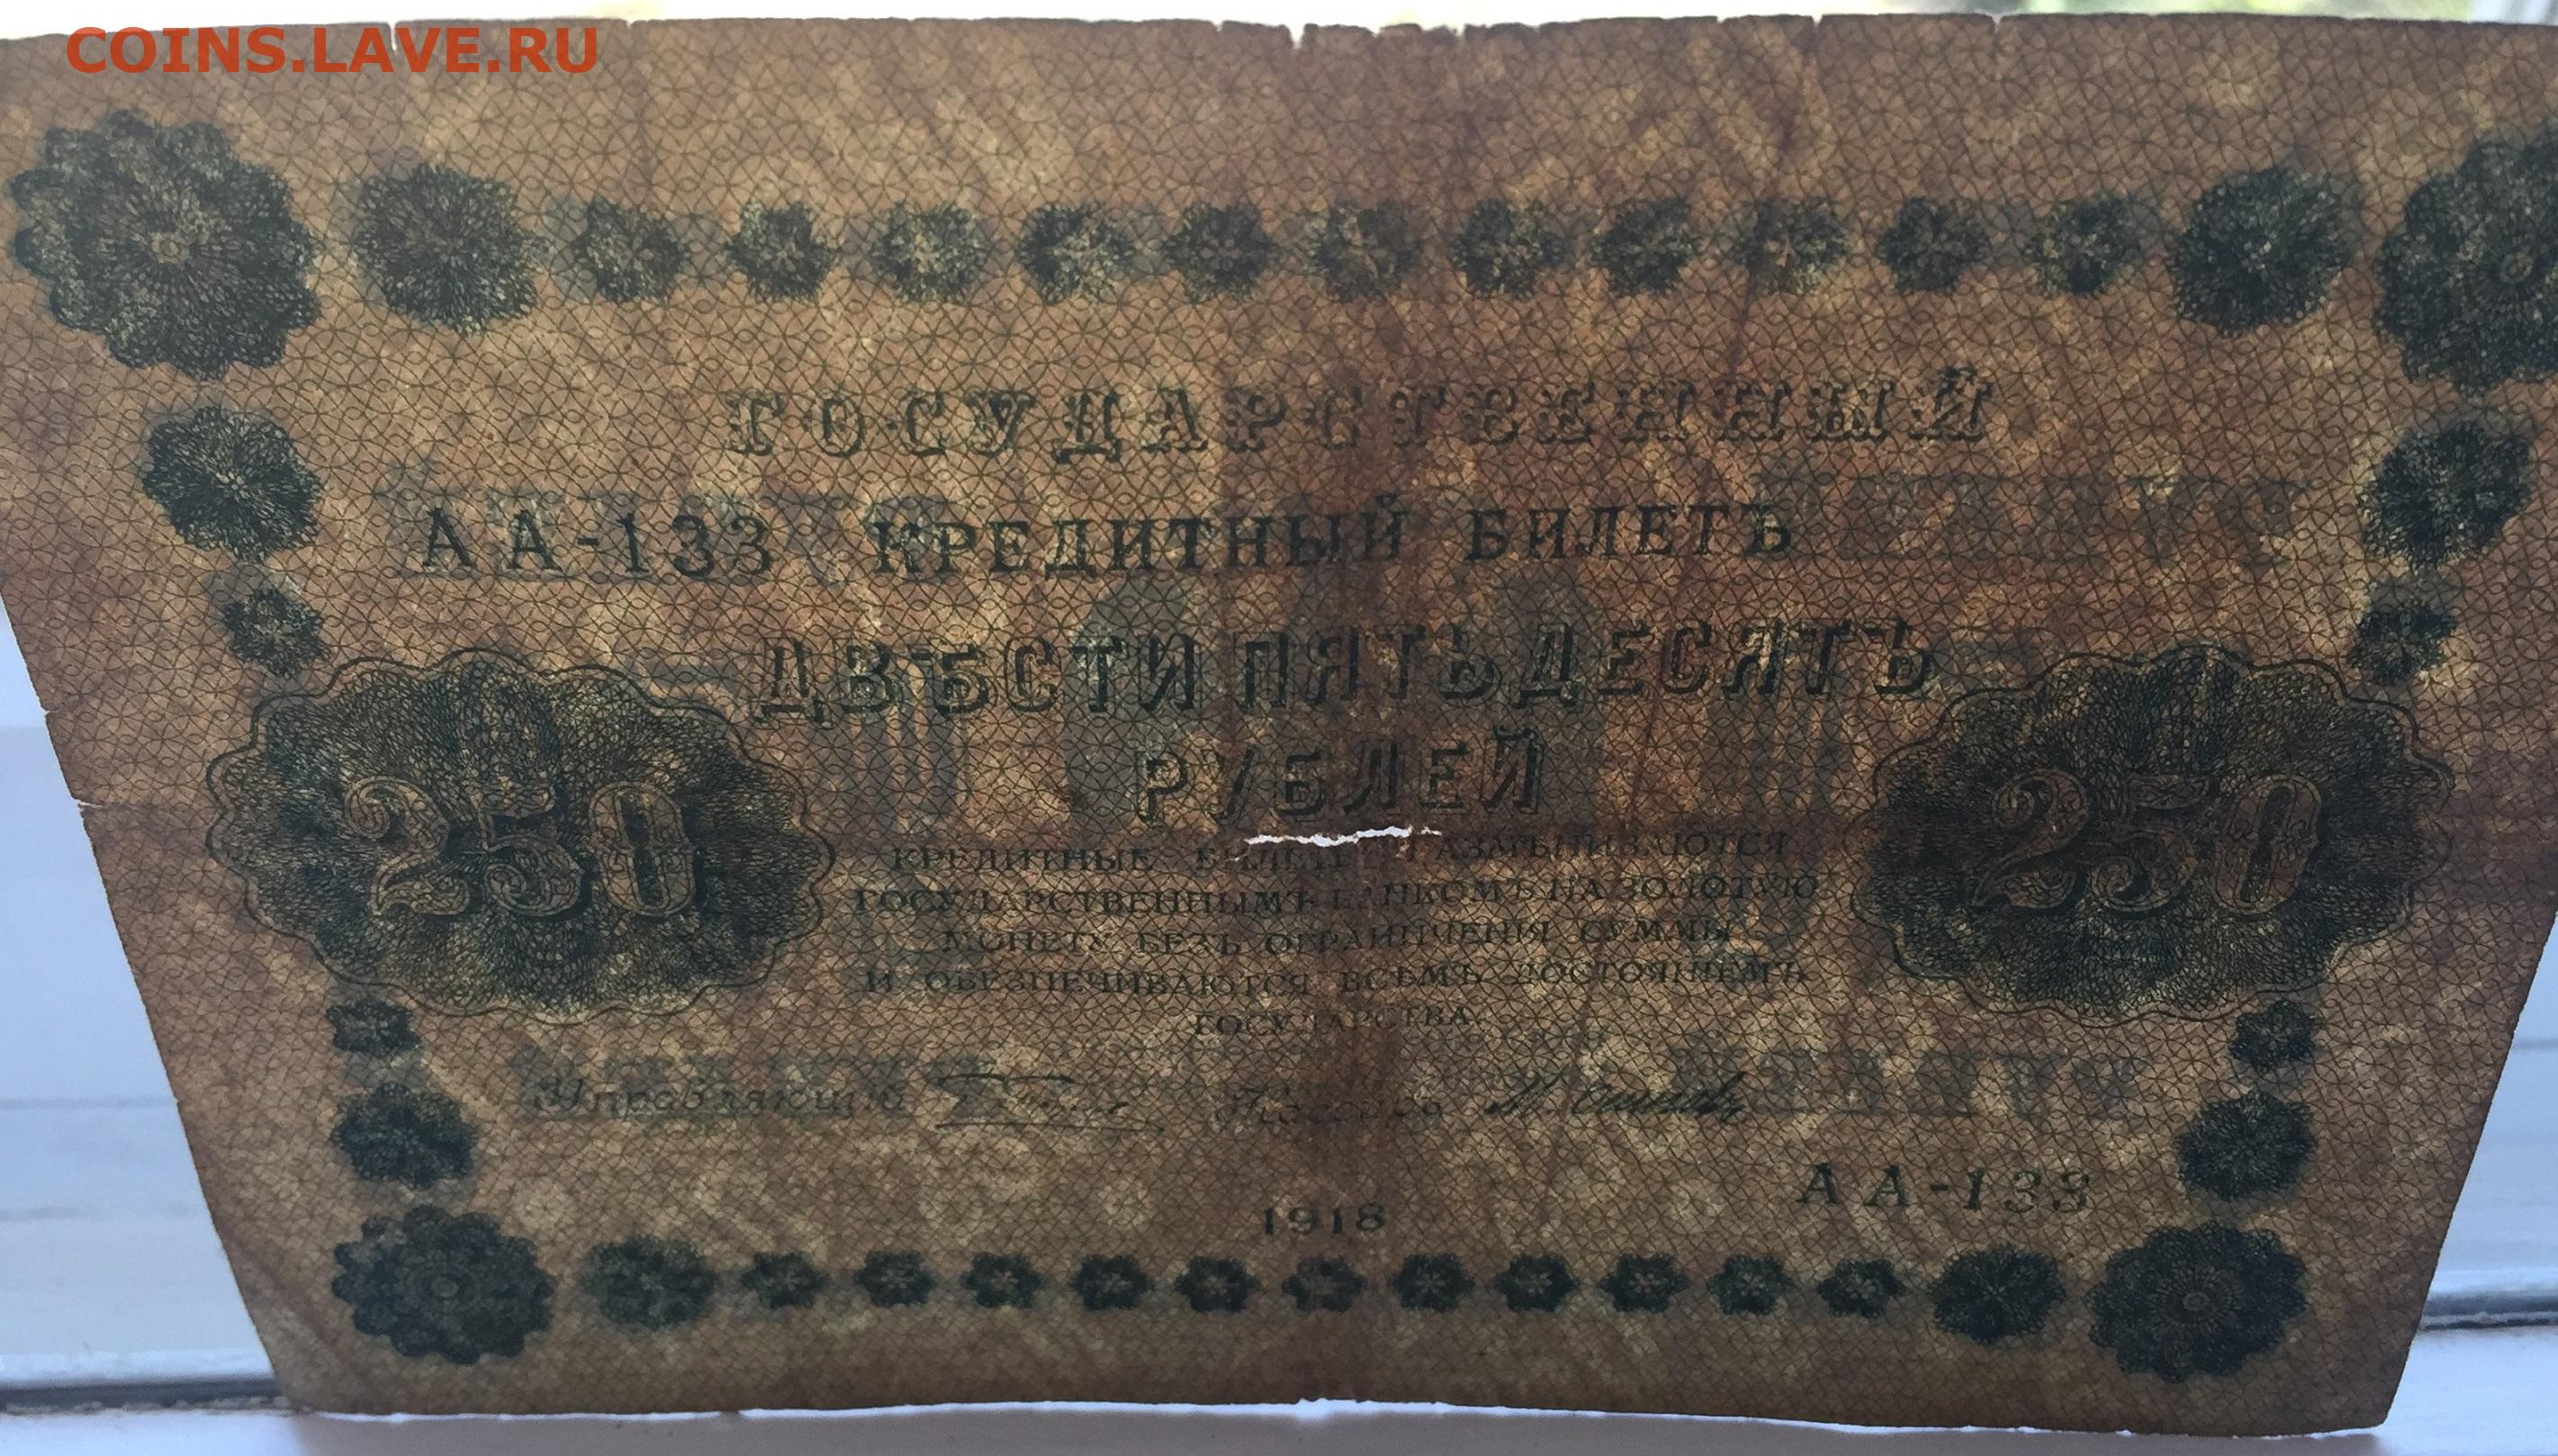 COINS.LAVE.RU
ГОСУДАРСТВЕННЫЙ
АА-133 КРЕДИТНЫЙ БИЛЕТЪ
ДВѢСТИ ПЯТЬДЕСЯТЪ
РУБЛЕЙ
250 250
КРЕДИТНЫЕ БИЛЕТЫ РАЗМѢНИВАЮТСЯ
ГОСУДАРСТВЕННЫМЪ БАНКОМЪ НА ЗОЛОТУЮ
МОНЕТУ БЕЗЪ ОГРАНИЧЕНІЯ СУММЫ
И ОБЕЗПЕЧИВАЮТСЯ ВСѢМЪ ДОСТОЯНІЕМЪ
ГОСУДАРСТВА
Управляющій
АА-133
1918